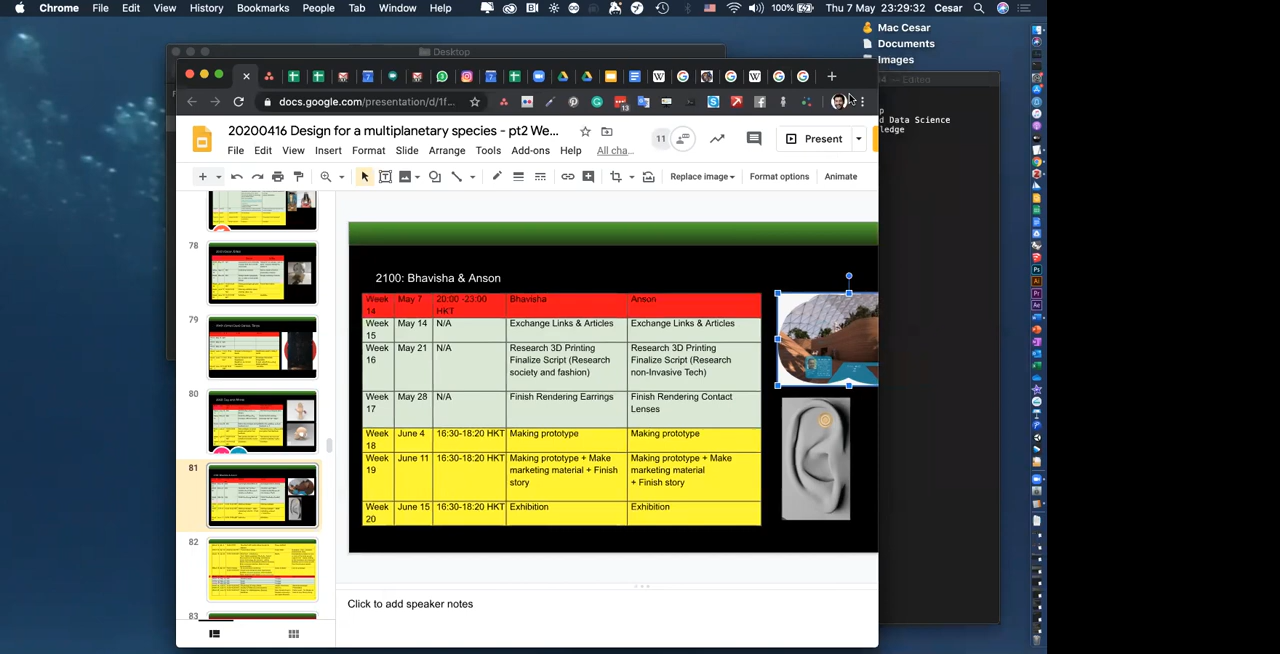 Chrome File Edit View History Bookmarks People Tab Window Help 100% Thu 7 May 23:29:32 Cesar
Mac Cesar
Documents
Images
Desktop
Edited
d Data Science
ledge
docs.google.com/presentation/d/1f...
13
20200416 Design for a multiplanetary species - pt2 We...
File Edit View Insert Format Slide Arrange Tools Add-ons Help All cha...
11
Present
Replace image Format options Animate
78
79
80
81
82
83
2100: Bhavisha & Anson
Week 14 May 7 20:00 -23:00 HKT Bhavisha Anson
Week 15 May 14 N/A Exchange Links & Articles Exchange Links & Articles
Week 16 May 21 N/A Research 3D Printing Finalize Script (Research society and fashion) Research 3D Printing Finalize Script (Research non-Invasive Tech)
Week 17 May 28 N/A Finish Rendering Earrings Finish Rendering Contact Lenses
Week 18 June 4 16:30-18:20 HKT Making prototype Making prototype
Week 19 June 11 16:30-18:20 HKT Making prototype + Make marketing material + Finish story Making prototype + Make marketing material + Finish story
Week 20 June 15 16:30-18:20 HKT Exhibition Exhibition
Click to add speaker notes